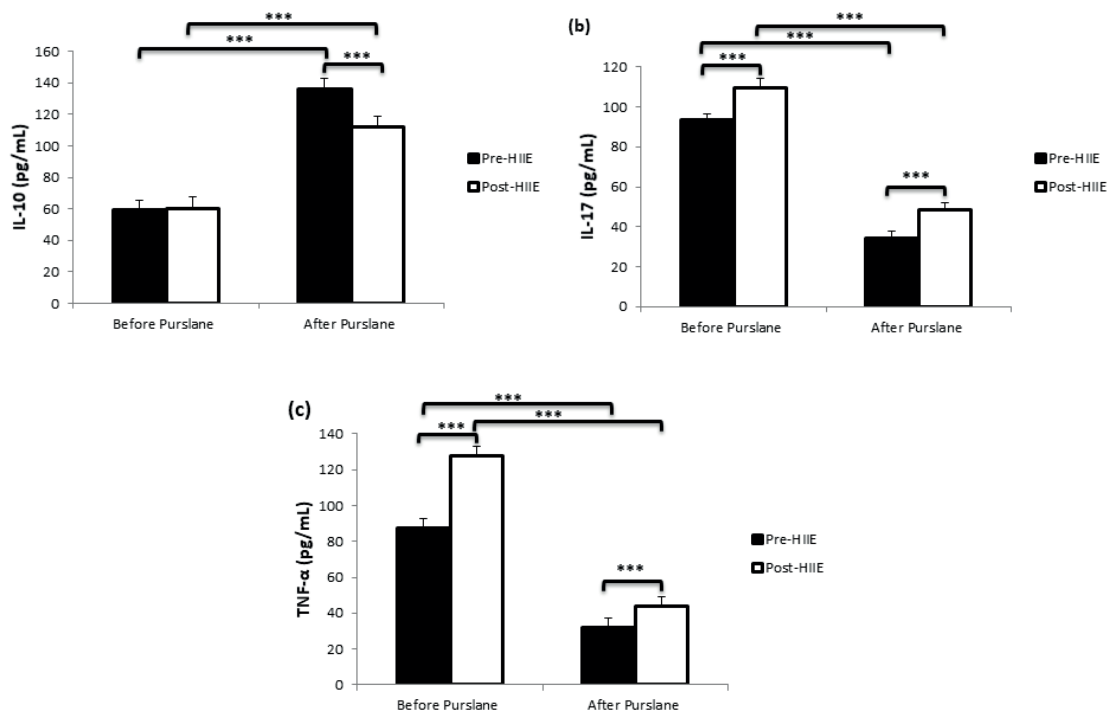 ***
***
***
160
140
120
100
80
60
40
20
0
IL-10 (pg/mL)
Before Purslane
After Purslane
Pre-HIIE
Post-HIIE
(b)
***
***
***
***
120
100
80
60
40
20
0
IL-17 (pg/mL)
Before Purslane
After Purslane
Pre-HIIE
Post-HIIE
(c)
***
***
***
***
140
120
100
80
60
40
20
0
TNF-α (pg/mL)
Before Purslane
After Purslane
Pre-HIIE
Post-HIIE